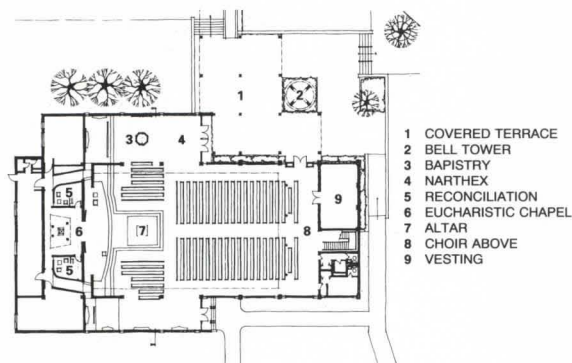 1 COVERED TERRACE
2 BELL TOWER
3 BAPISTRY
4 NARTHEX
5 RECONCILIATION
6 EUCHARISTIC CHAPEL
7 ALTAR
8 CHOIR ABOVE
9 VESTING
1
2
3
4
5
6
7
8
9
5